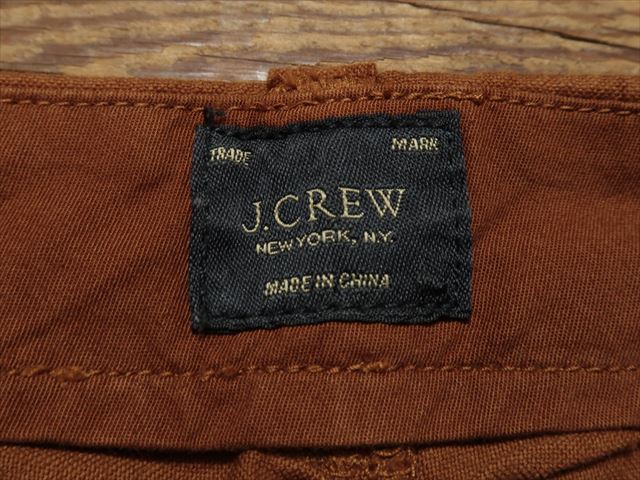 TRADE MARK
J.CREW
NEW YORK, N.Y.
MADE IN CHINA